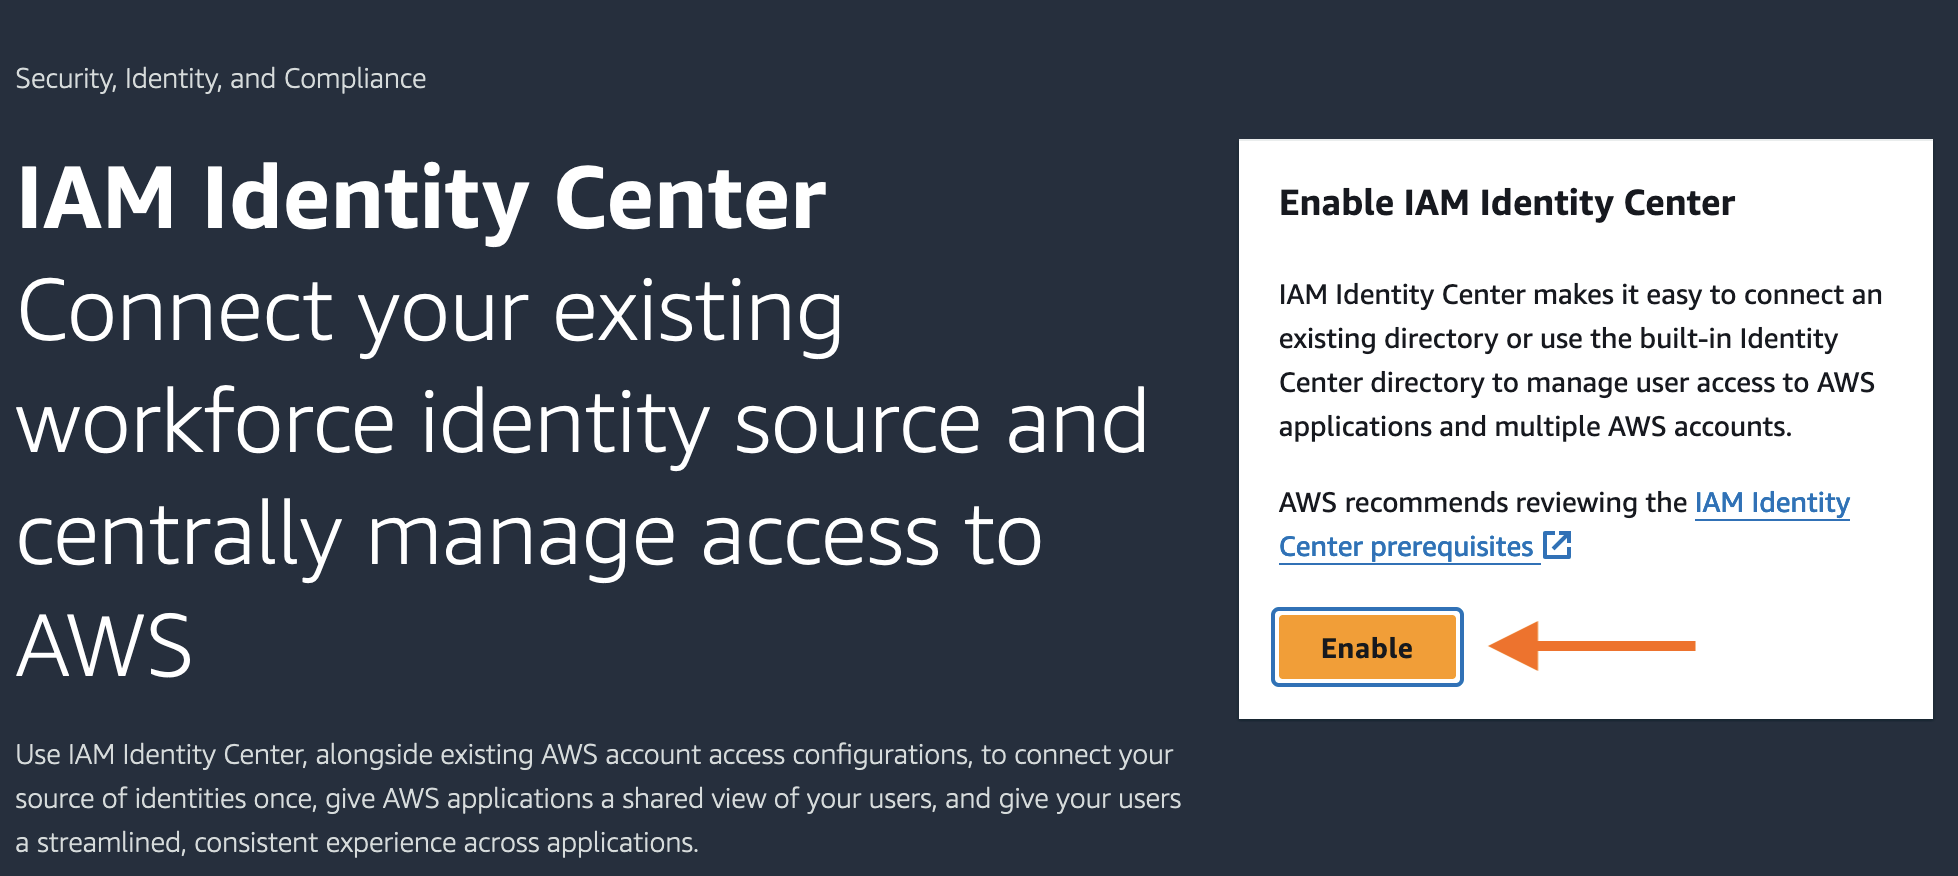 Security, Identity, and Compliance
IAM Identity Center
Connect your existing
workforce identity source and
centrally manage access to
AWS
Use IAM Identity Center, alongside existing AWS account access configurations, to connect your
source of identities once, give AWS applications a shared view of your users, and give your users
a streamlined, consistent experience across applications.
Enable IAM Identity Center
IAM Identity Center makes it easy to connect an
existing directory or use the built-in Identity
Center directory to manage user access to AWS
applications and multiple AWS accounts.
AWS recommends reviewing the IAM Identity
Center prerequisites
Enable